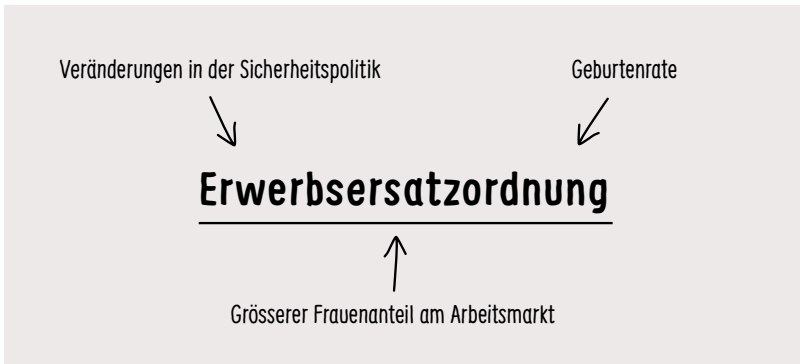 Veränderungen in der Sicherheitspolitik
Geburtenrate
Erwerbsersatzordnung
Grösserer Frauenanteil am Arbeitsmarkt